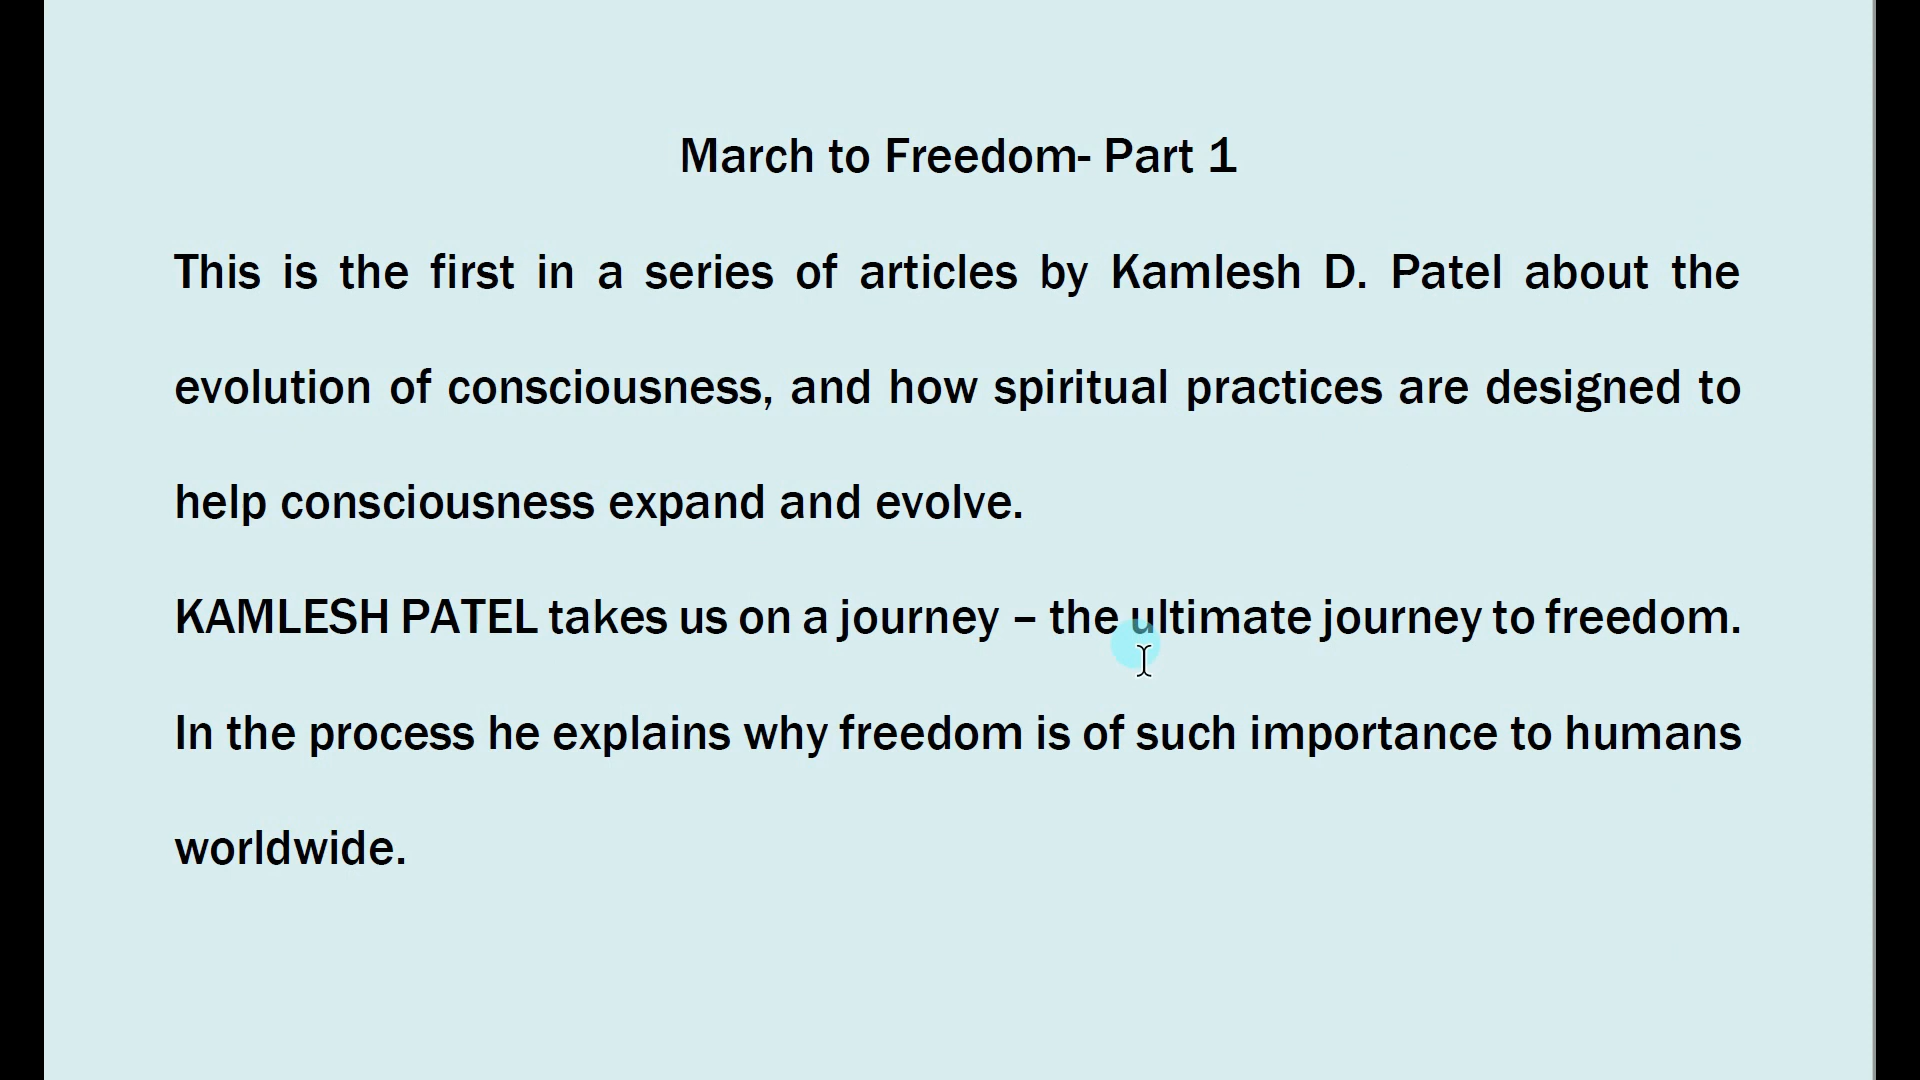 March to Freedom- Part 1
This is the first in a series of articles by Kamlesh D. Patel about the
evolution of consciousness, and how spiritual practices are designed to
help consciousness expand and evolve.
KAMLESH PATEL takes us on a journey – the ultimate journey to freedom.
In the process he explains why freedom is of such importance to humans
worldwide.